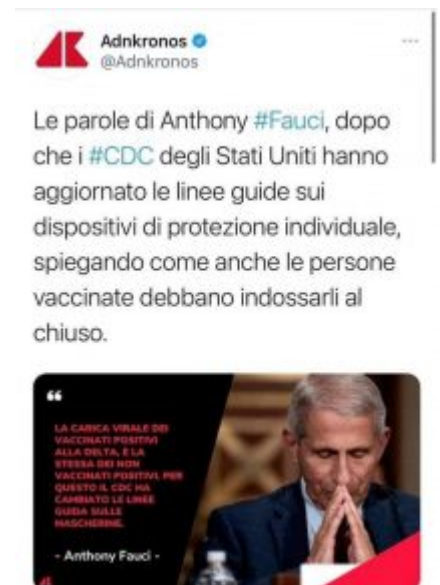 Adnkronos
@Adnkronos
Le parole di Anthony #Fauci, dopo
che i #CDC degli Stati Uniti hanno
aggiornato le linee guide sui
dispositivi di protezione individuale,
spiegando come anche le persone
vaccinate debbano indossarli al
chiuso.
“
LA CARICA VIRALE DEI
VACCINATI POSITIVI
ALLA DELTA, E LA
STESSA DEI NON
VACCINATI POSITIVI. PER
QUESTO IL CDC HA
CAMBIATO LE LINEE
GUIDA SULLE
MASCHERINE.
- Anthony Fauci -